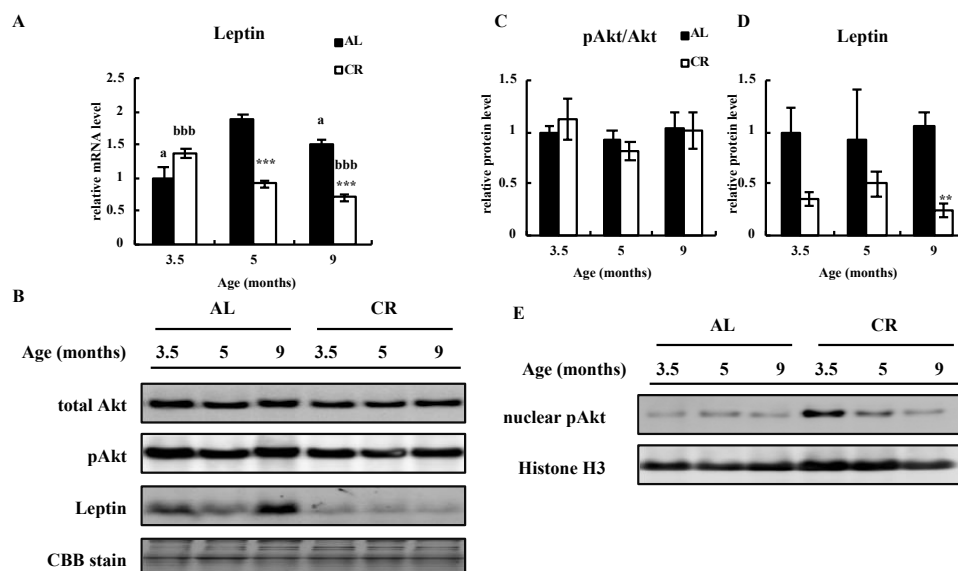 A
Leptin
AL
CR
relative mRNA level
2.5
2
1.5
1
0.5
0
a
bbb
***
a
bbb
***
3.5 5 9
Age (months)
C
pAkt/Akt
AL
CR
relative protein level
1.5
1
0.5
0
3.5 5 9
Age (months)
D
Leptin
relative protein level
1.5
1
0.5
0
**
3.5 5 9
Age (months)
B
AL CR
Age (months) 3.5 5 9 3.5 5 9
total Akt
pAkt
Leptin
CBB stain
E
AL CR
Age (months) 3.5 5 9 3.5 5 9
nuclear pAkt
Histone H3